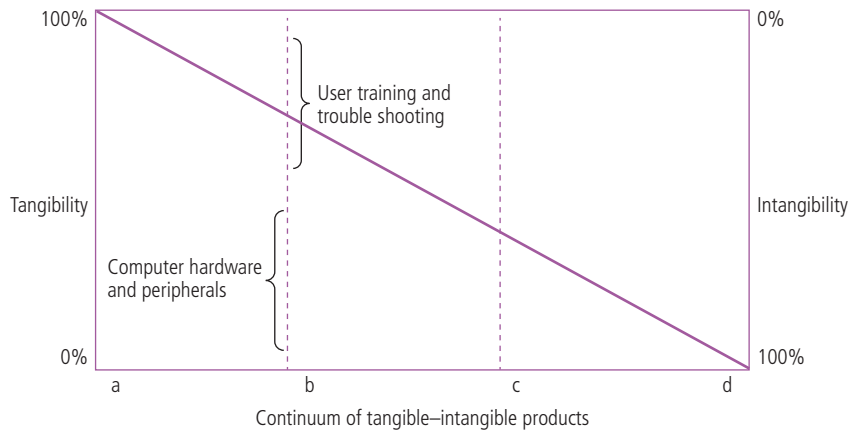 100%
0%
User training and
trouble shooting
Tangibility
Intangibility
Computer hardware
and peripherals
0%
100%
a
b
c
d
Continuum of tangible–intangible products